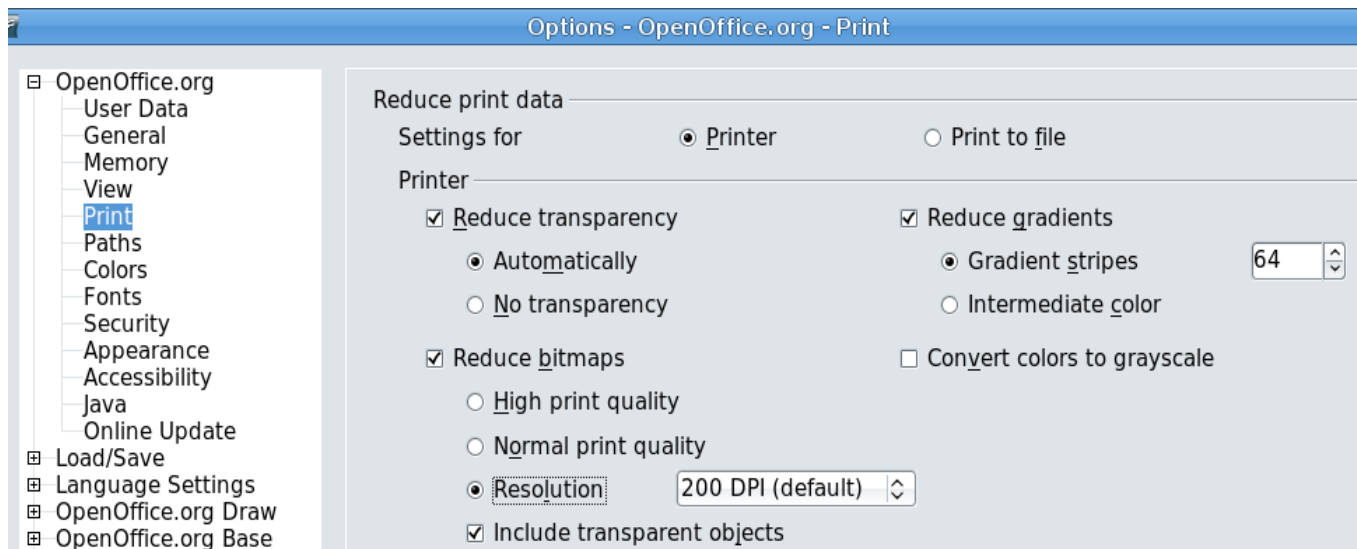 Options - OpenOffice.org - Print
OpenOffice.org
User Data
General
Memory
View
Print
Paths
Colors
Fonts
Security
Appearance
Accessibility
Java
Online Update
Load/Save
Language Settings
OpenOffice.org Draw
OpenOffice.org Base
Reduce print data
Settings for Printer Print to file
Printer
Reduce transparency Reduce gradients
Automatically Gradient stripes 64
No transparency Intermediate color
Reduce bitmaps Convert colors to grayscale
High print quality
Normal print quality
Resolution 200 DPI (default)
Include transparent objects